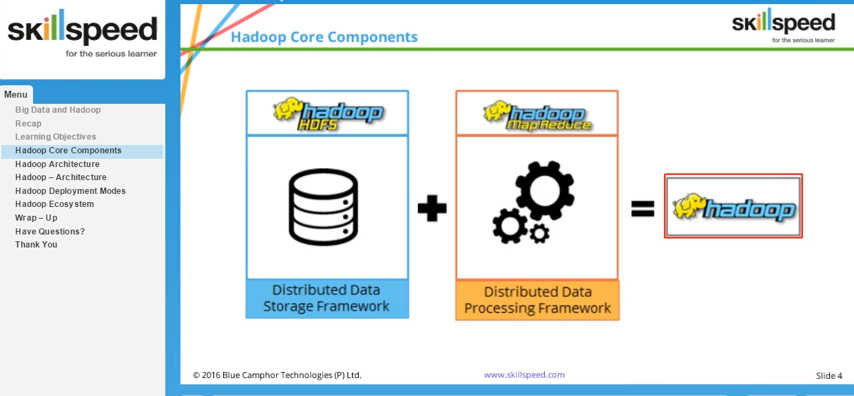 skillspeed
for the serious learner
Menu
Big Data and Hadoop
Recap
Learning Objectives
Hadoop Core Components
Hadoop Architecture
Hadoop – Architecture
Hadoop Deployment Modes
Hadoop Ecosystem
Wrap – Up
Have Questions?
Thank You
Hadoop Core Components
skillspeed
for the serious learner
hadoop
HDFS
hadoop
MapReduce
+
=
hadoop
Distributed Data
Storage Framework
Distributed Data
Processing Framework
© 2016 Blue Camphor Technologies (P) Ltd.
www.skillspeed.com
Slide 4